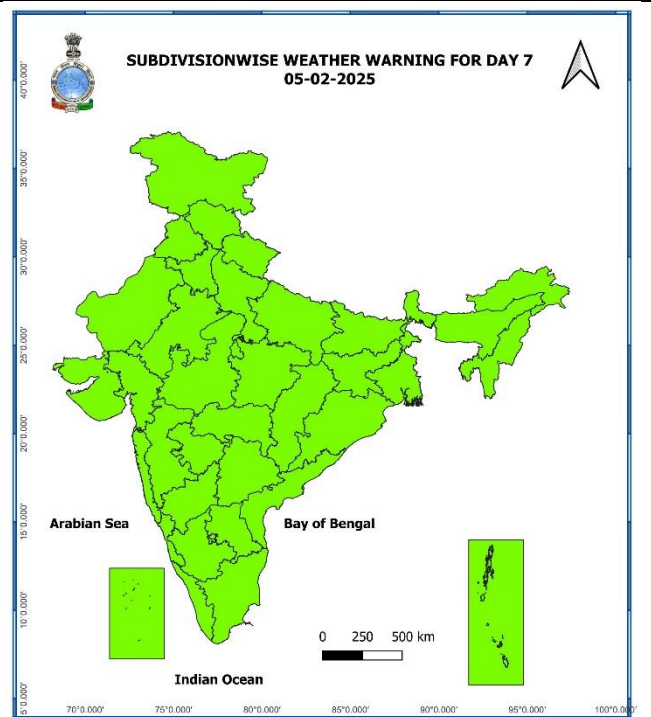 SUBDIVISIONWISE WEATHER WARNING FOR DAY 7
05-02-2025
40°0.000'
35°0.000'
30°0.000'
25°0.000'
20°0.000'
15°0.000'
10°0.000'
5°0.000'
Arabian Sea
Bay of Bengal
0 250 500 km
Indian Ocean
70°0.000' 75°0.000' 80°0.000' 85°0.000' 90°0.000' 95°0.000' 100°0.000'